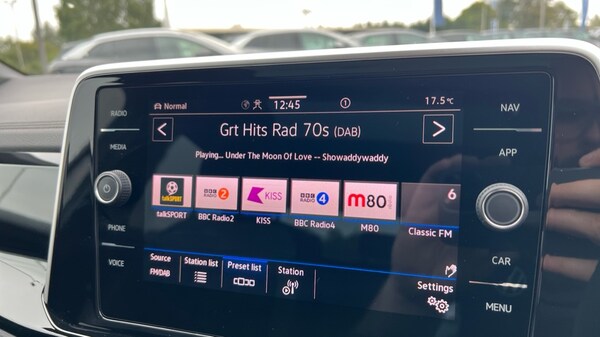 RADIO
MEDIA
PHONE
VOICE
Normal 12:45 17.5°C
Grt Hits Rad 70s (DAB)
Playing... Under The Moon Of Love -- Showaddywaddy
talkSPORT
BBC RADIO 2
KISS
BBC RADIO 4
m80
6
talkSPORT BBC Radio2 KISS BBC Radio4 M80 Classic FM
Source
FM/DAB
Station list
Preset list
Station
Settings
NAV
APP
CAR
MENU